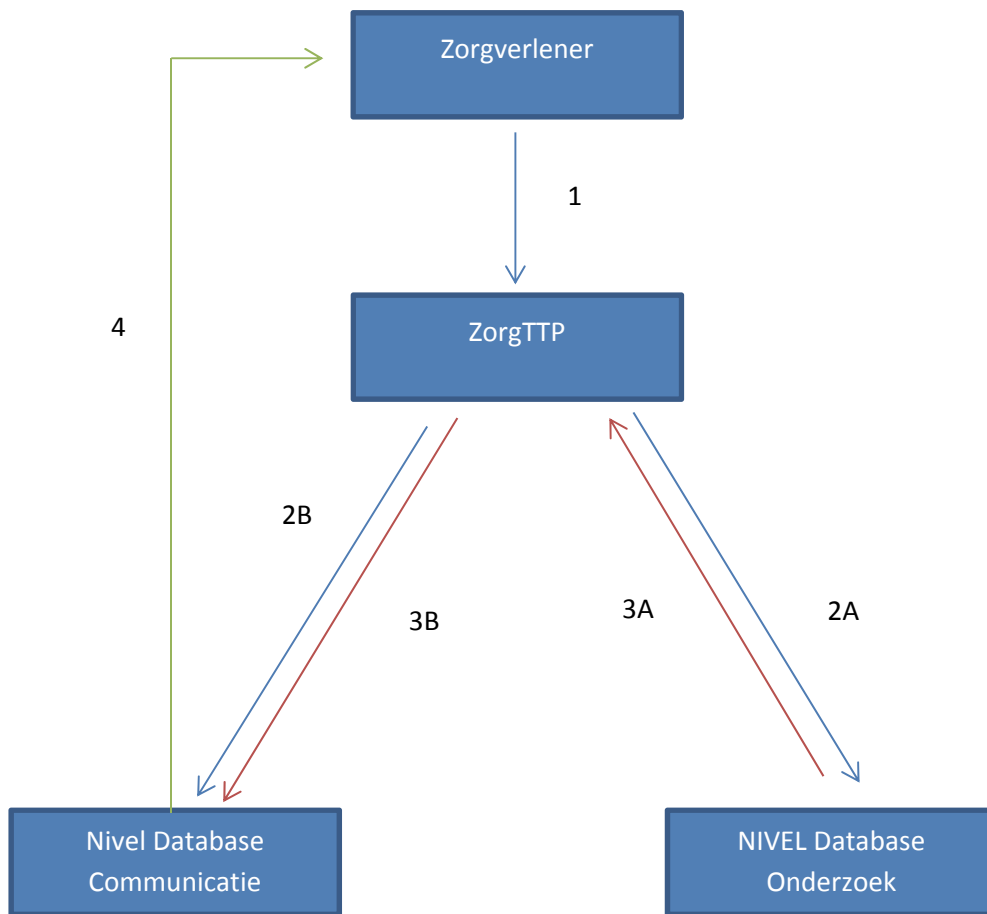 Zorgverlener
1
4
ZorgTTP
2B
3B
3A
2A
Nivel Database
Communicatie
NIVEL Database
Onderzoek